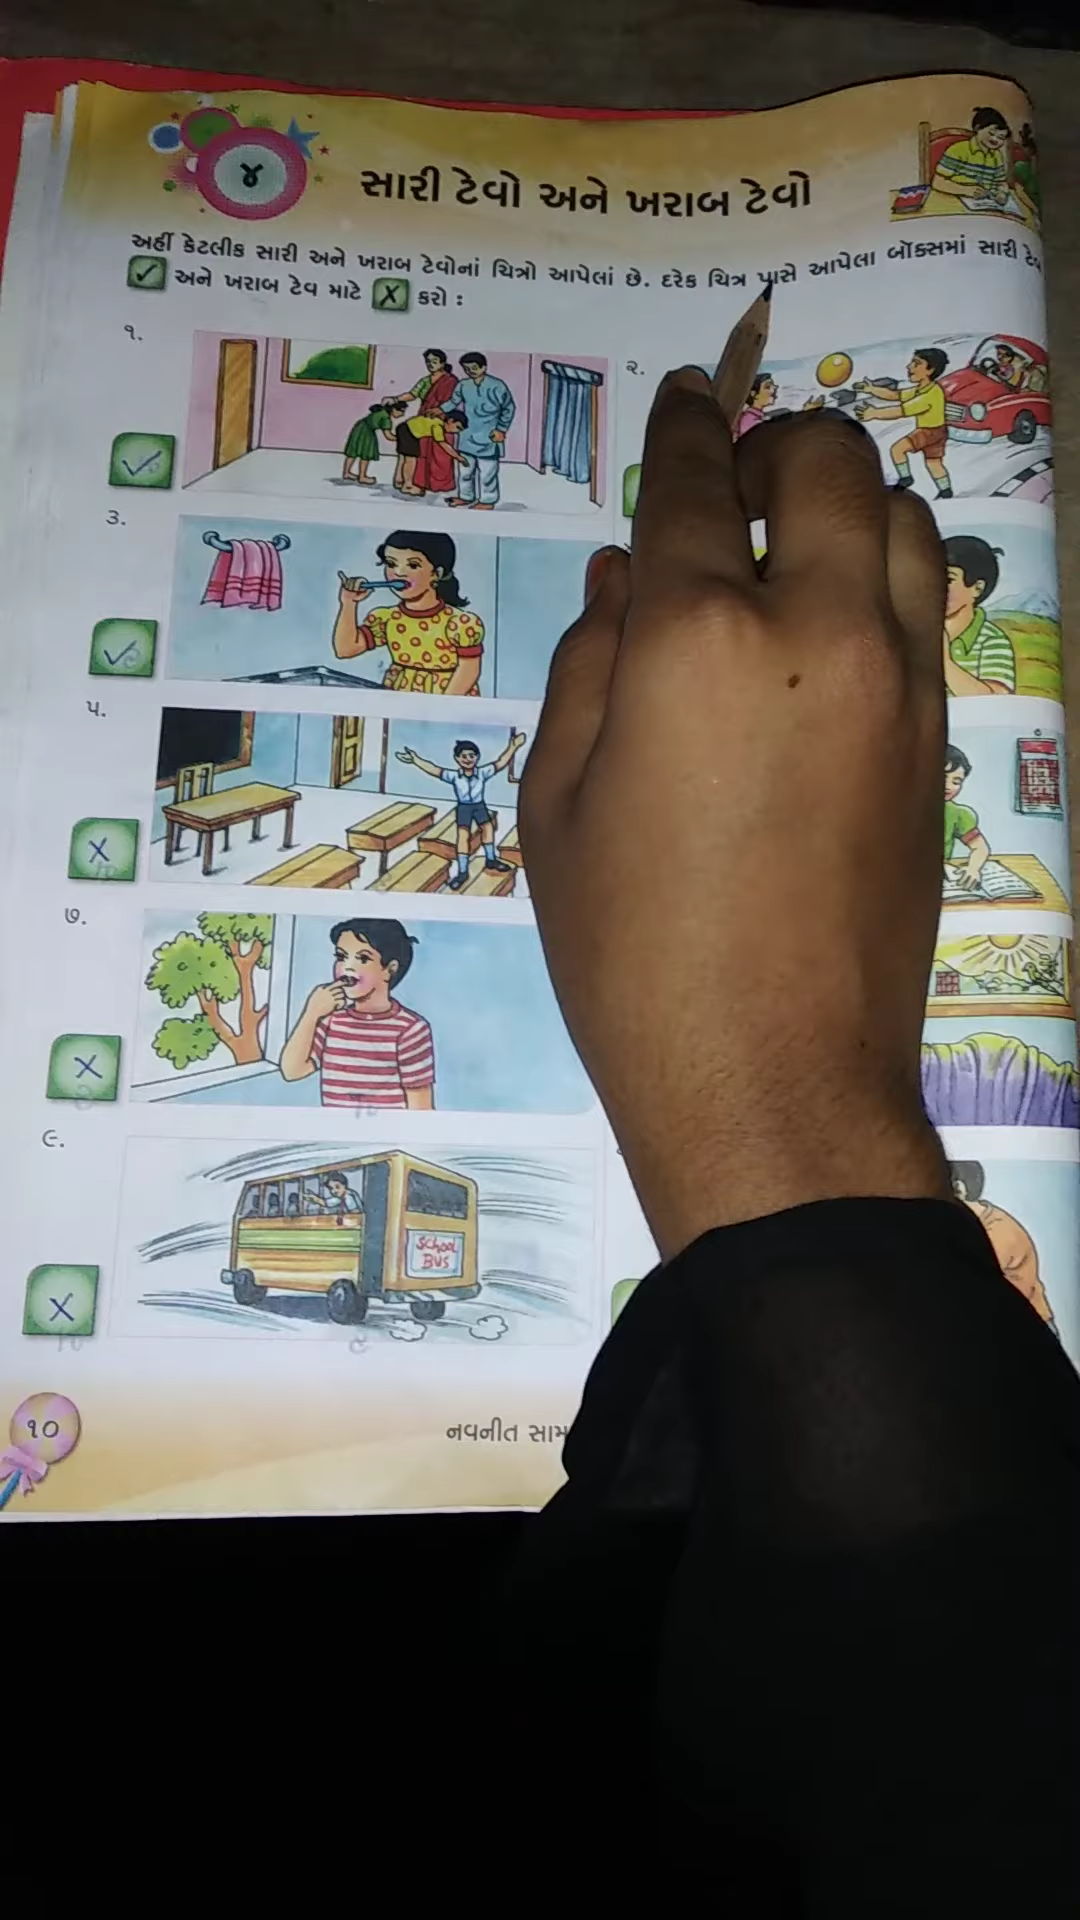 ૪
સારી ટેવો અને ખરાબ ટેવો
અહીં કેટલીક સારી અને ખરાબ ટેવોનાં ચિત્રો આપેલાં છે. દરેક ચિત્ર પાસે આપેલા બૉક્સમાં સારી
✓ અને ખરાબ ટેવ માટે X કરો :
૧.
૨.
૩.
૫.
૭.
૯.
SCHOOL
BUS
૧૦
નવનીત